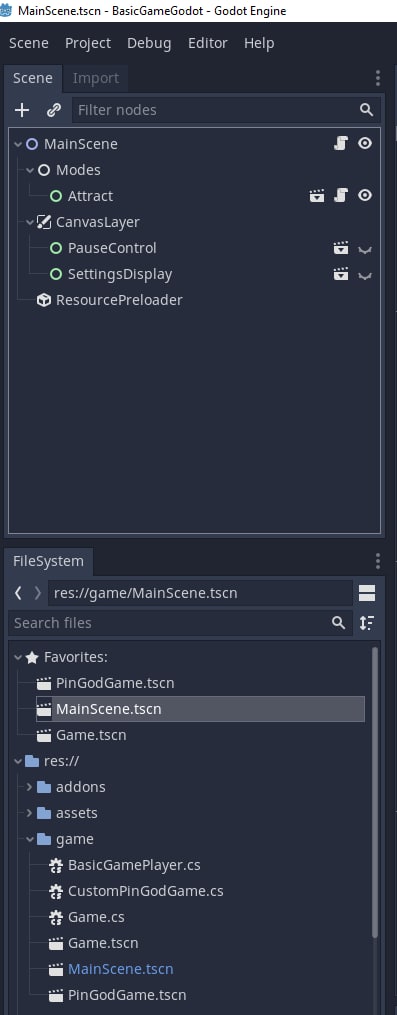 MainScene.tscn - BasicGameGodot - Godot Engine
Scene Project Debug Editor Help
Scene Import
Filter nodes
MainScene
Modes
Attract
CanvasLayer
PauseControl
SettingsDisplay
ResourcePreloader
FileSystem
res://game/MainScene.tscn
Search files
Favorites:
PinGodGame.tscn
MainScene.tscn
Game.tscn
res://
addons
assets
game
BasicGamePlayer.cs
CustomPinGodGame.cs
Game.cs
Game.tscn
MainScene.tscn
PinGodGame.tscn